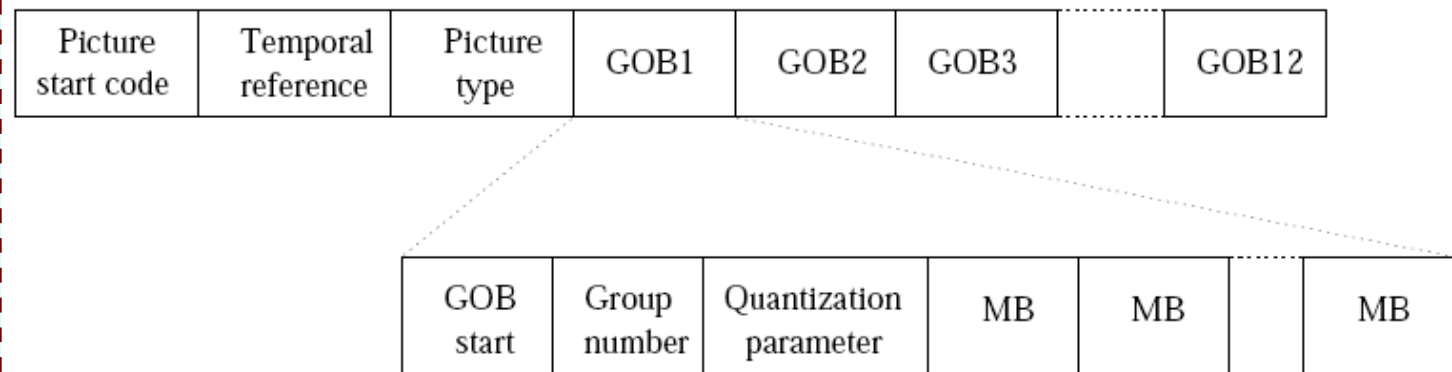 Picture
start code
Temporal
reference
Picture
type
GOB1
GOB2
GOB3
GOB12
GOB
start
Group
number
Quantization
parameter
MB
MB
MB